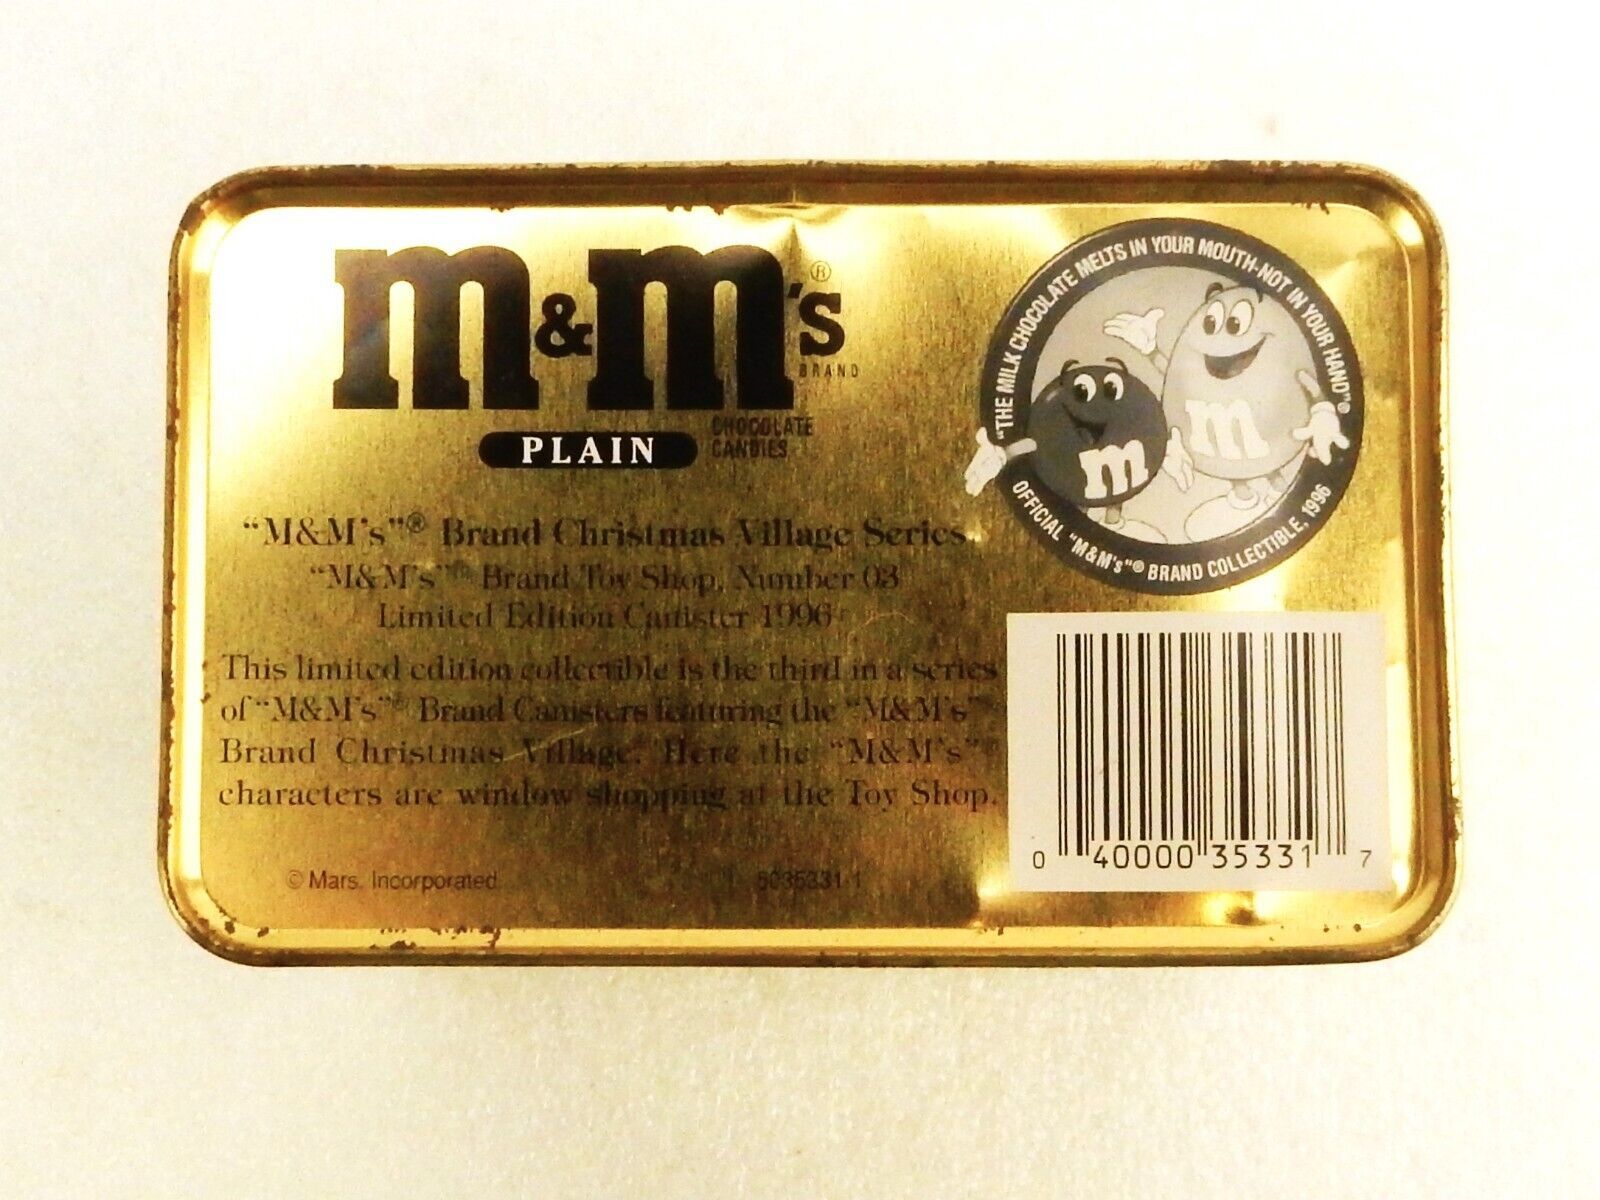 m&m's®
BRAND
PLAIN
CHOCOLATE
CANDIES
"M&M's"® Brand Christmas Village Series,
"M&M's"® Brand Toy Shop, Number 03
Limited Edition Canister 1996
This limited edition collectible is the third in a series
of "M&M's"® Brand Canisters featuring the "M&M's"®
Brand Christmas Village. Here the "M&M's"®
characters are window shopping at the Toy Shop.
© Mars, Incorporated
5035331-1
"THE MILK CHOCOLATE MELTS IN YOUR MOUTH-NOT IN YOUR HAND"®
m
m
OFFICIAL "M&M's"® BRAND COLLECTIBLE, 1996
0 40000 35331 7